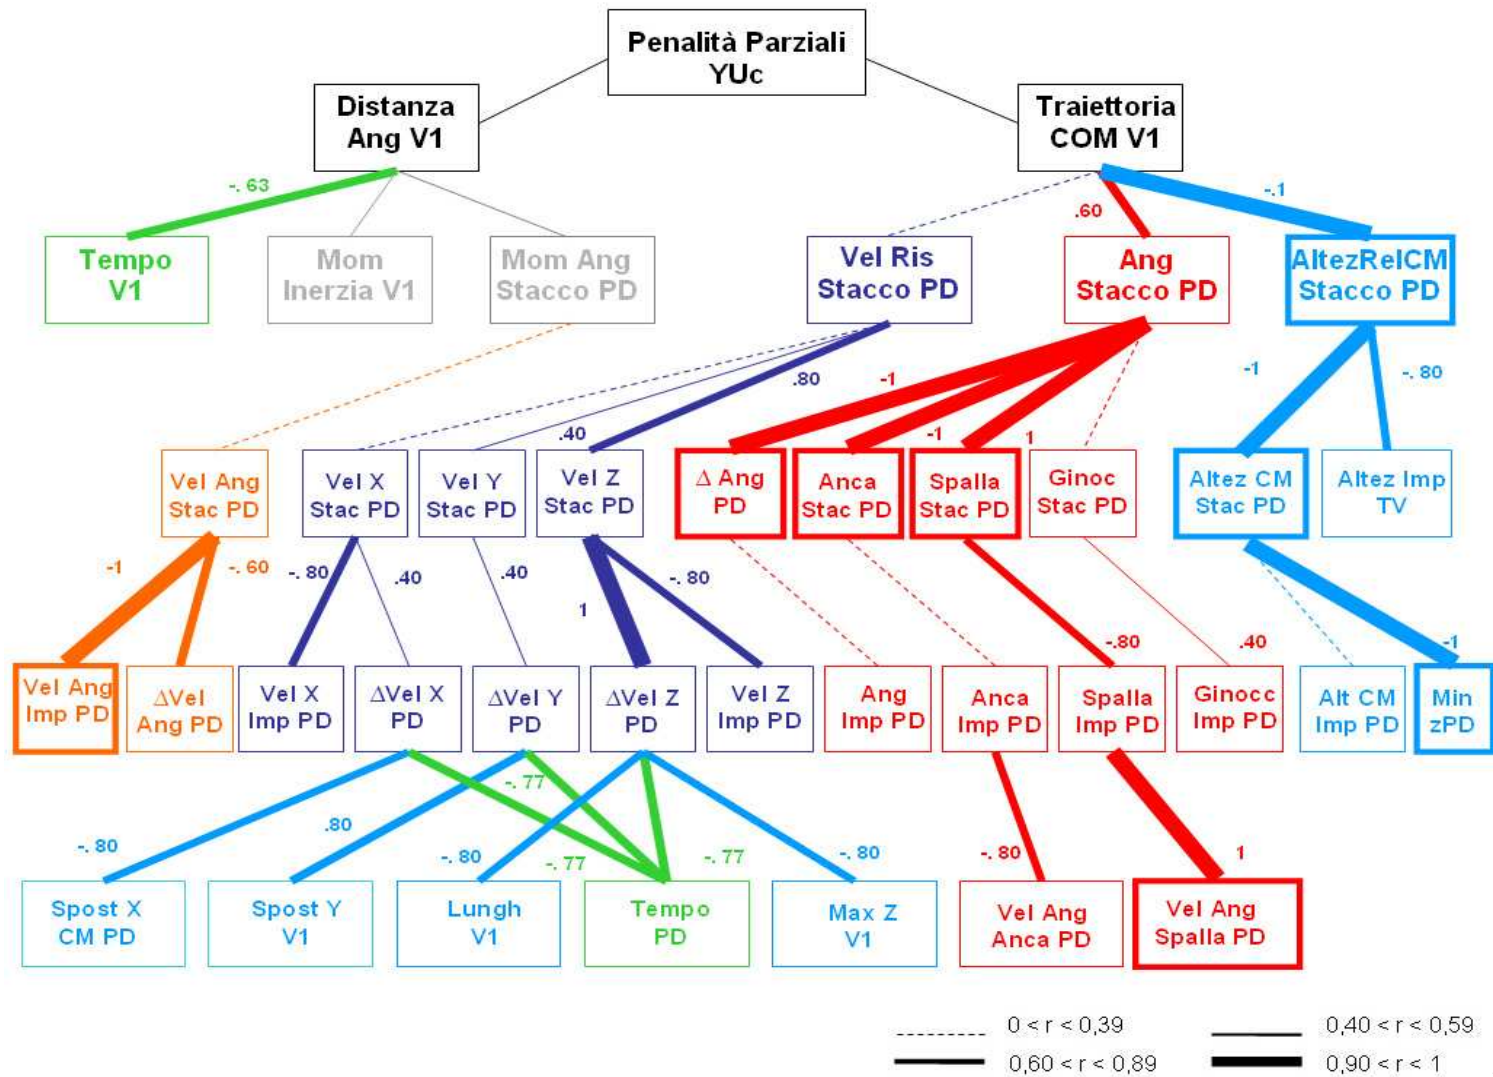 Penalità Parziali
YUc
Distanza
Ang V1
Traiettoria
COM V1
-. 63
.60
-.1
Tempo
V1
Mom
Inerzia V1
Mom Ang
Stacco PD
Vel Ris
Stacco PD
Ang
Stacco PD
AltezRelCM
Stacco PD
.80
-1
-1
-. 80
.40
-1
1
Vel Ang
Stac PD
Vel X
Stac PD
Vel Y
Stac PD
Vel Z
Stac PD
Δ Ang
PD
Anca
Stac PD
Spalla
Stac PD
Ginoc
Stac PD
Altez CM
Stac PD
Altez Imp
TV
-1
-. 60
-. 80
.40
.40
1
-. 80
-.80
.40
-1
Vel Ang
Imp PD
ΔVel
Ang PD
Vel X
Imp PD
ΔVel X
PD
ΔVel Y
PD
ΔVel Z
PD
Vel Z
Imp PD
Ang
Imp PD
Anca
Imp PD
Spalla
Imp PD
Ginocc
Imp PD
Alt CM
Imp PD
Min
zPD
-. 77
-. 80
.80
-. 80
-. 77
-. 77
-. 80
-. 80
1
Spost X
CM PD
Spost Y
V1
Lungh
V1
Tempo
PD
Max Z
V1
Vel Ang
Anca PD
Vel Ang
Spalla PD
0 < r < 0,39
0,40 < r < 0,59
0,60 < r < 0,89
0,90 < r < 1